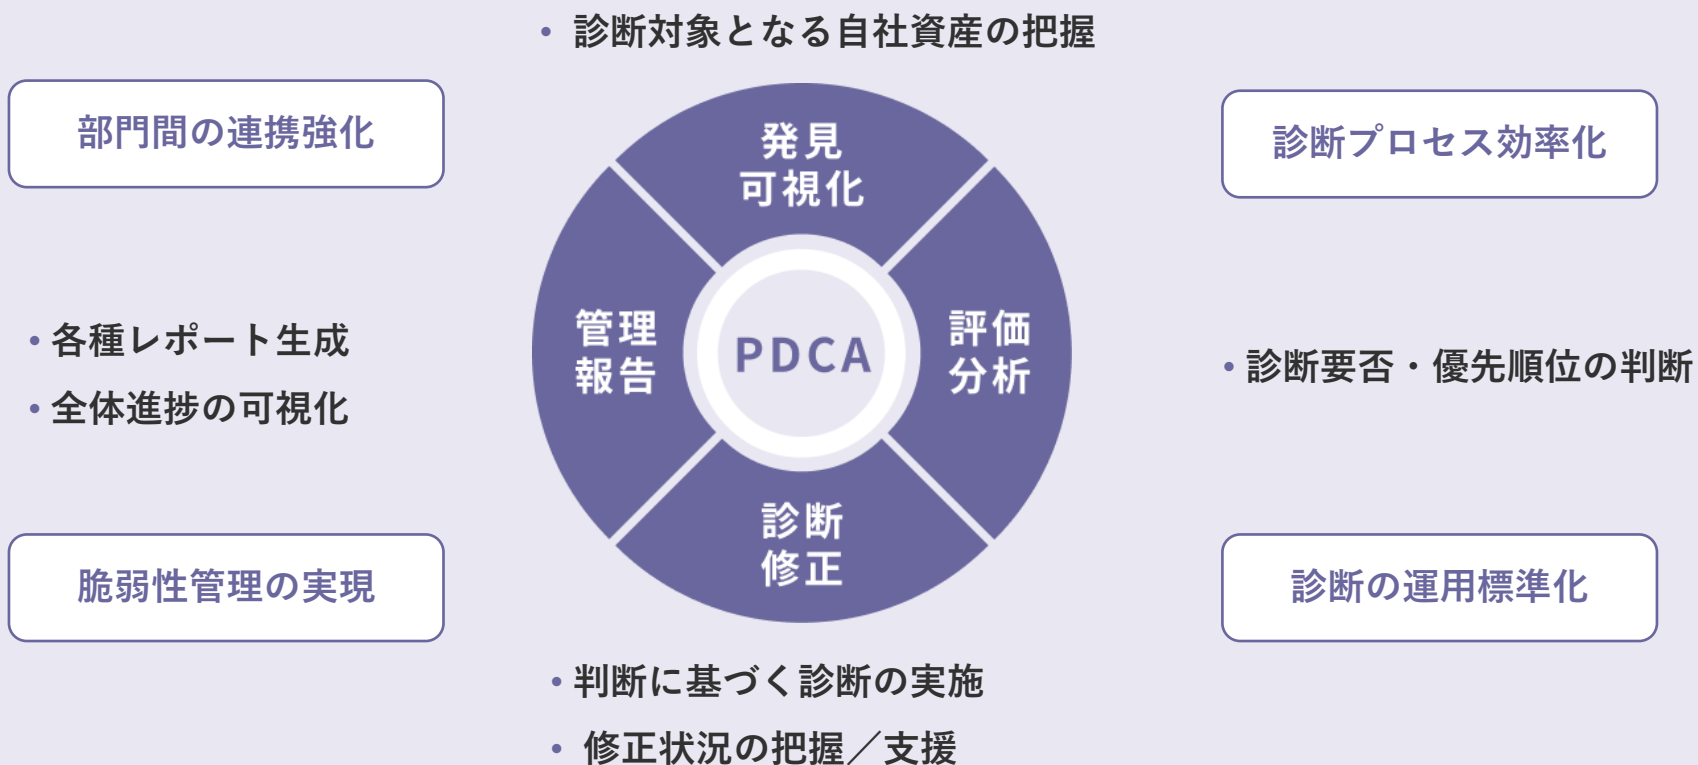 • 診断対象となる自社資産の把握
部門間の連携強化
診断プロセス効率化
発見
可視化
管理
報告
PDCA
評価
分析
• 各種レポート生成
• 全体進捗の可視化
• 診断要否・優先順位の判断
診断
修正
脆弱性管理の実現
診断の運用標準化
• 判断に基づく診断の実施
• 修正状況の把握／支援